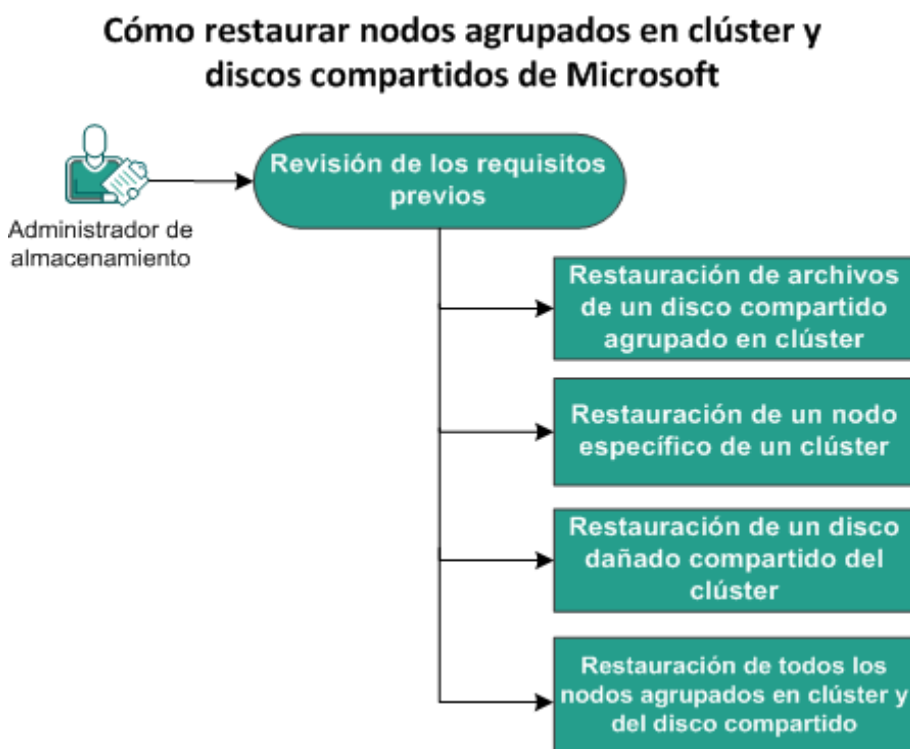 Cómo restaurar nodos agrupados en clúster y
discos compartidos de Microsoft
Revisión de los requisitos
previos
Administrador de
almacenamiento
Restauración de archivos
de un disco compartido
agrupado en clúster
Restauración de un nodo
específico de un clúster
Restauración de un disco
dañado compartido del
clúster
Restauración de todos los
nodos agrupados en clúster y
del disco compartido